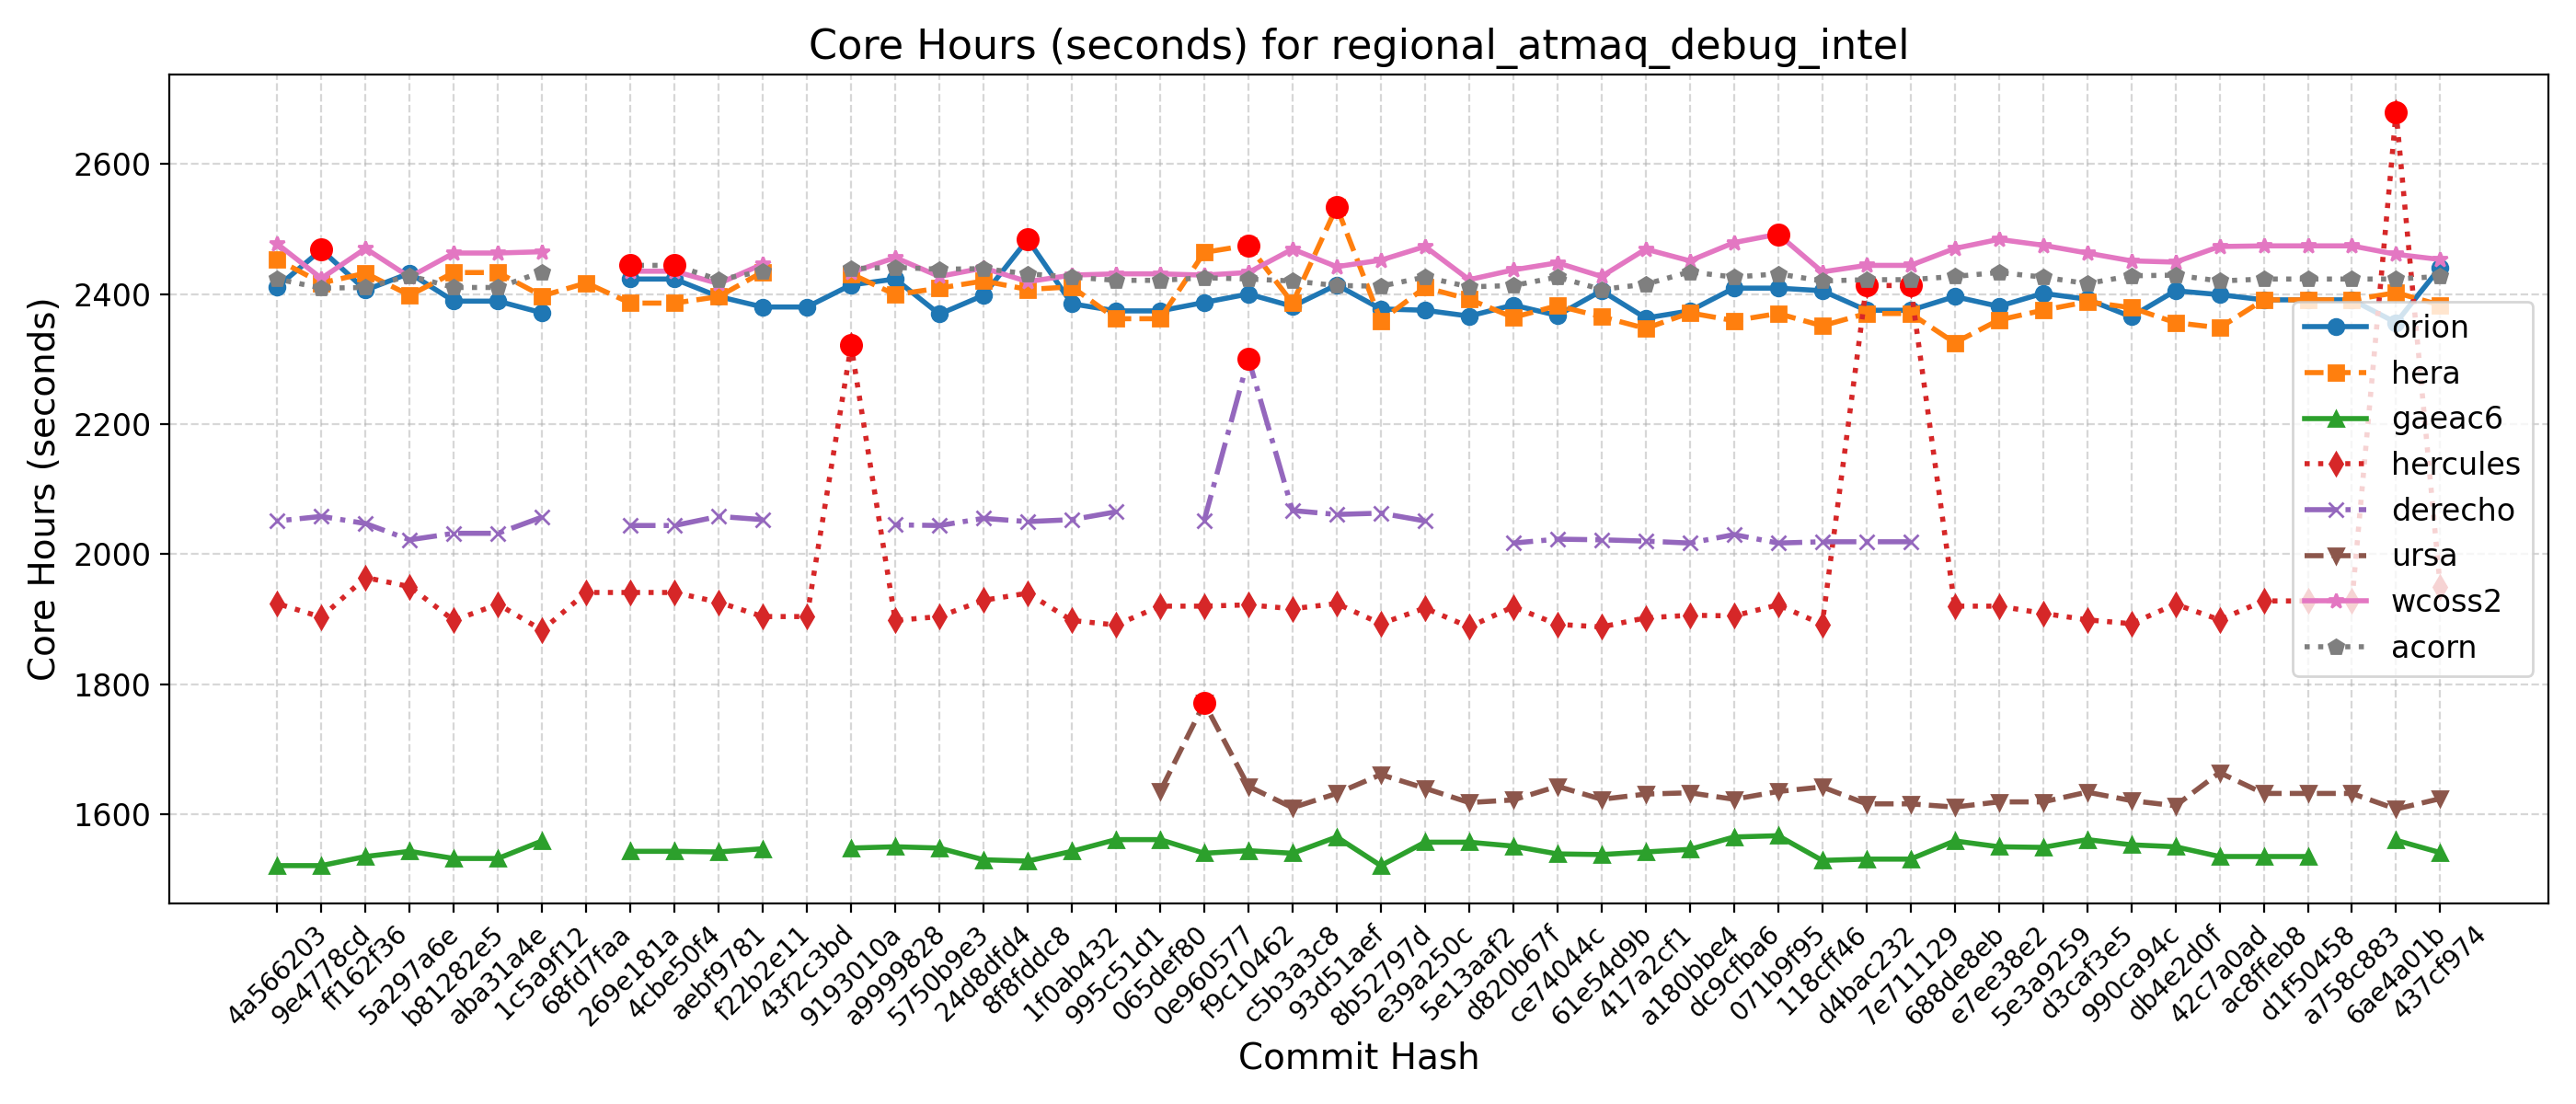 Core Hours (seconds) for regional_atmaq_debug_intel
Core Hours (seconds)
2600
2400
2200
2000
1800
1600
orion
hera
gaeac6
hercules
derecho
ursa
wcoss2
acorn
4a566203
9e4778cd
ff162f36
5a297a6e
b81282e5
aba31a4e
1c5a9f12
68fd7faa
269e181a
4cbe50f4
aebf9781
f22b2e11
43f2c3bd
9193010a
a9999828
5750b9e3
24d8dfd4
8f8fddc8
1f0ab432
995c51d1
065def80
0e960577
f9c10462
c5b3a3c8
93d51aef
8b52797d
e39a250c
5e13aaf2
d820b67f
ce74044c
61e54d9b
417a2cf1
a180bbe4
dc9cfba6
071b9f95
118cff46
d4bac232
7e711129
688de8eb
e7ee38e2
5e3a9259
d3caf3e5
990ca94c
db4e2d0f
42c7a0ad
ac8ffeb8
d1f50458
a758c883
6ae4a01b
437cf974
Commit Hash